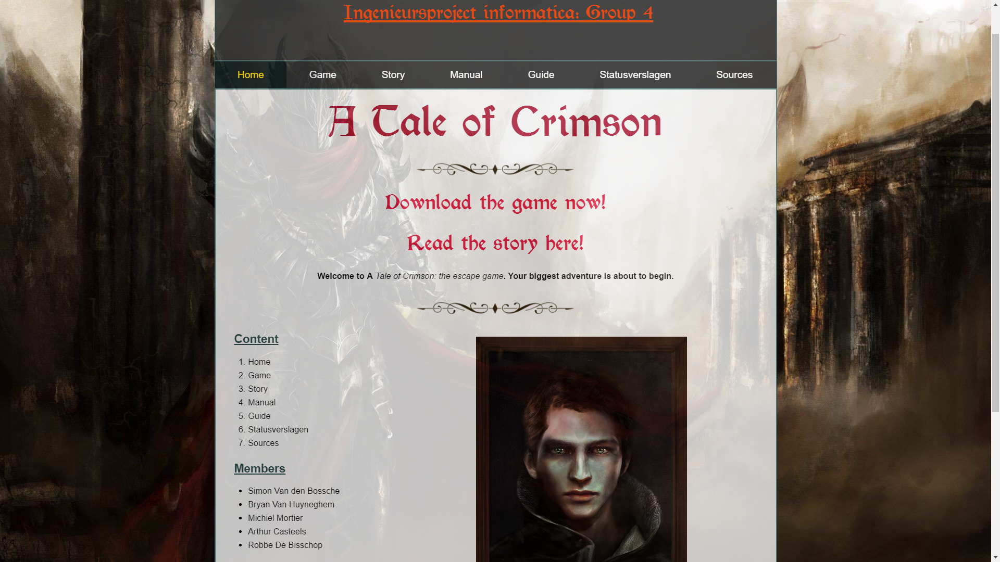 Ingenieursproject informatica: Group 4
Home Game Story Manual Guide Statusverslagen Sources
A Tale of Crimson
Download the game now!
Read the story here!
Welcome to A Tale of Crimson: the escape game. Your biggest adventure is about to begin.
Content
1. Home
2. Game
3. Story
4. Manual
5. Guide
6. Statusverslagen
7. Sources
Members
• Simon Van den Bossche
• Bryan Van Huyneghem
• Michiel Mortier
• Arthur Casteels
• Robbe De Bisschop